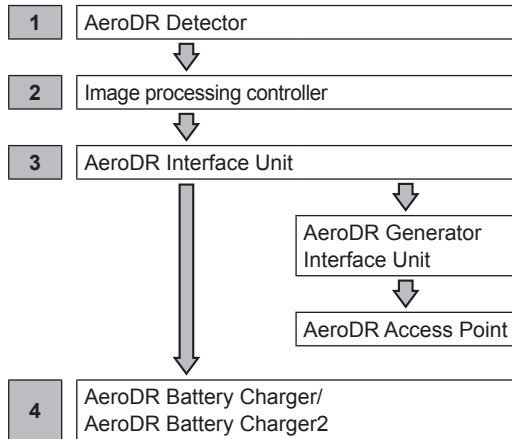 1
AeroDR Detector
2
Image processing controller
3
AeroDR Interface Unit
AeroDR Generator
Interface Unit
AeroDR Access Point
4
AeroDR Battery Charger/
AeroDR Battery Charger2